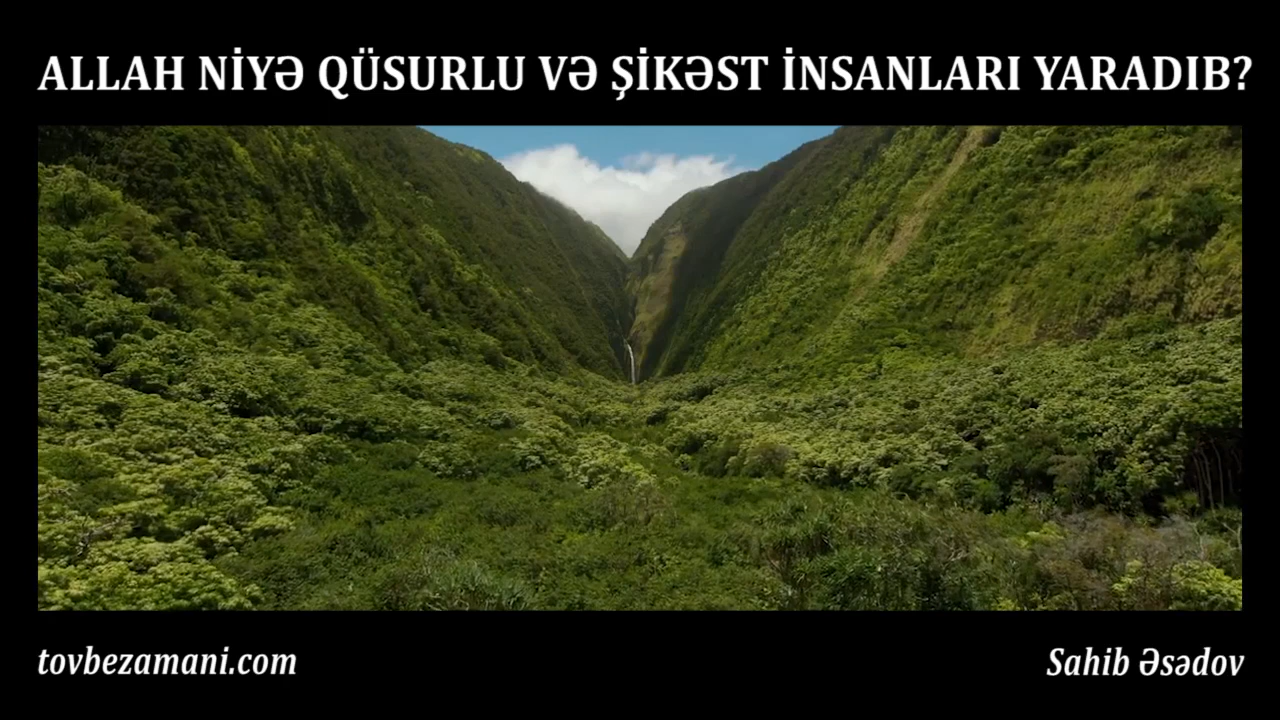 ALLAH NİYƏ QÜSURLU VƏ ŞİKƏST İNSANLARI YARADIB?
tovbezamani.com
Sahib Əsədov